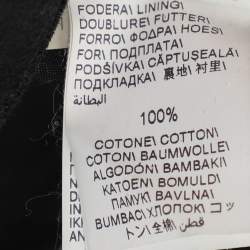 FODERA\ LINING\
DOUBLURE\ FUTTER\
FORRO\ ФОДРА\ HOES\
FOR\ ПОДПЛАТА\
PODŠÍVKA\ CĂPTUŞEALĂ\
ПОДКЛАДКА\ 裏地\ 衬里\
البطانة
100%
COTONE\ COTTON\
COTON\ BAUMWOLLE\
ALGODÓN\ BAMBAKI\
KATOEN\ BOMULD\
ПАМУК\ BAVLNA\
BUMBAC\ ХЛОПОК\ コッ
トン\ 全棉\ قطن